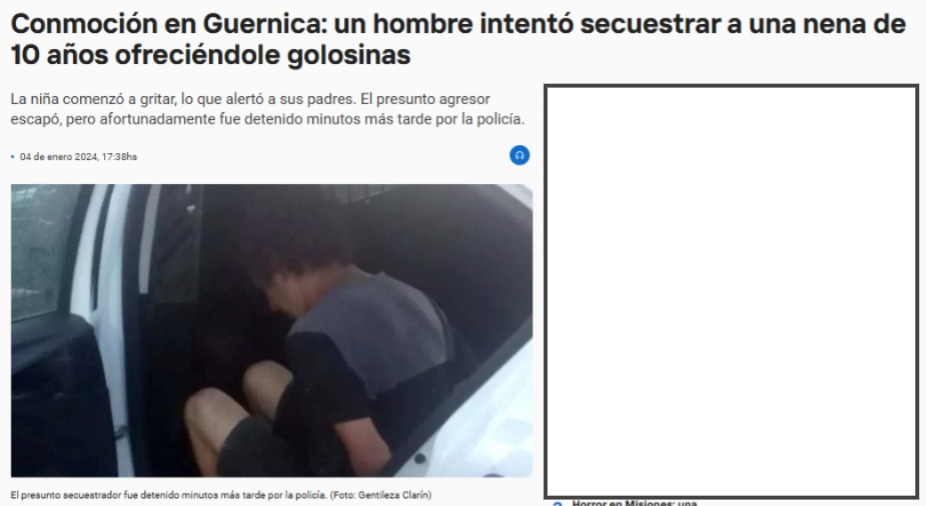 Conmoción en Guernica: un hombre intentó secuestrar a una nena de
10 años ofreciéndole golosinas
La niña comenzó a gritar, lo que alertó a sus padres. El presunto agresor
escapó, pero afortunadamente fue detenido minutos más tarde por la policía.
• 04 de enero 2024, 17:38hs
El presunto secuestrador fue detenido minutos más tarde por la policía. (Foto: Gentileza Clarín)
Horror en Misiones: una